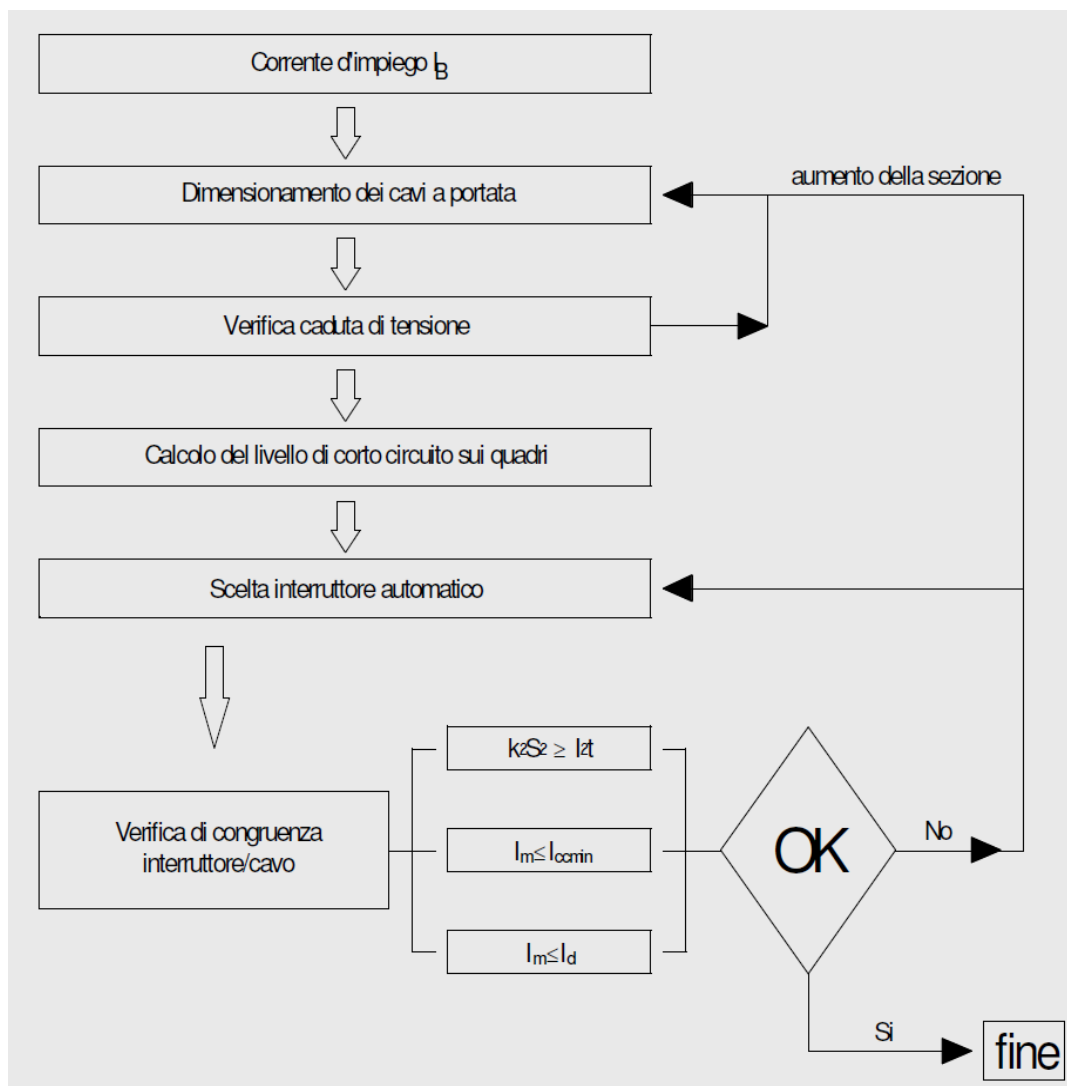 Corrente d'impiego I_B
Dimensionamento dei cavi a portata
aumento della sezione
Verifica caduta di tensione
Calcolo del livello di corto circuito sui quadri
Scelta interruttore automatico
Verifica di congruenza
interruttore/cavo
k²S² ≥ I²t
I_m≤I_ccmin
I_m≤I_d
OK
No
Si
fine